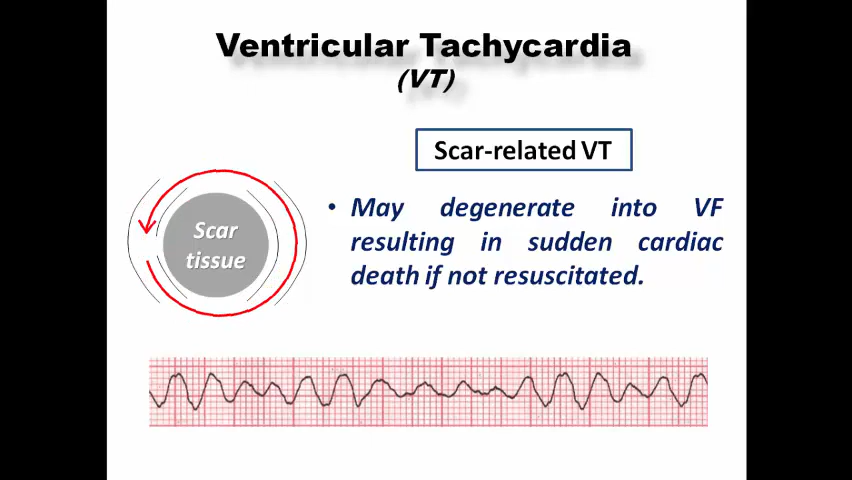 Ventricular Tachycardia
(VT)
Scar-related VT
Scar
tissue
• May degenerate into VF
resulting in sudden cardiac
death if not resuscitated.